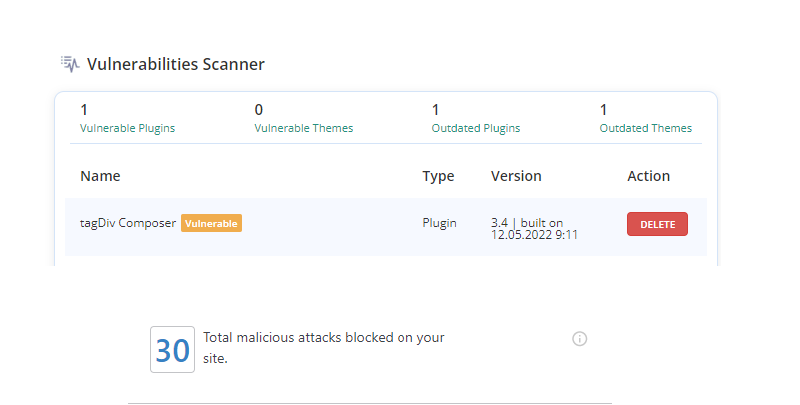 Vulnerabilities Scanner
1 0 1 1
Vulnerable Plugins Vulnerable Themes Outdated Plugins Outdated Themes
Name Type Version Action
tagDiv Composer Vulnerable Plugin 3.4 | built on DELETE
12.05.2022 9:11
30 Total malicious attacks blocked on your
site.